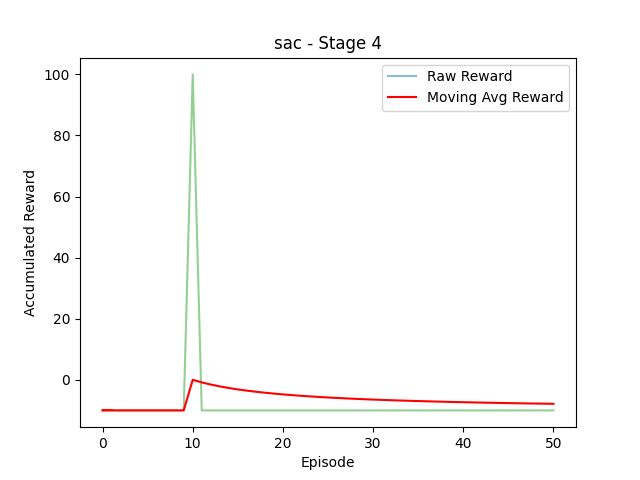 sac - Stage 4
Raw Reward
Moving Avg Reward
100
80
60
40
20
0
Accumulated Reward
0 10 20 30 40 50
Episode